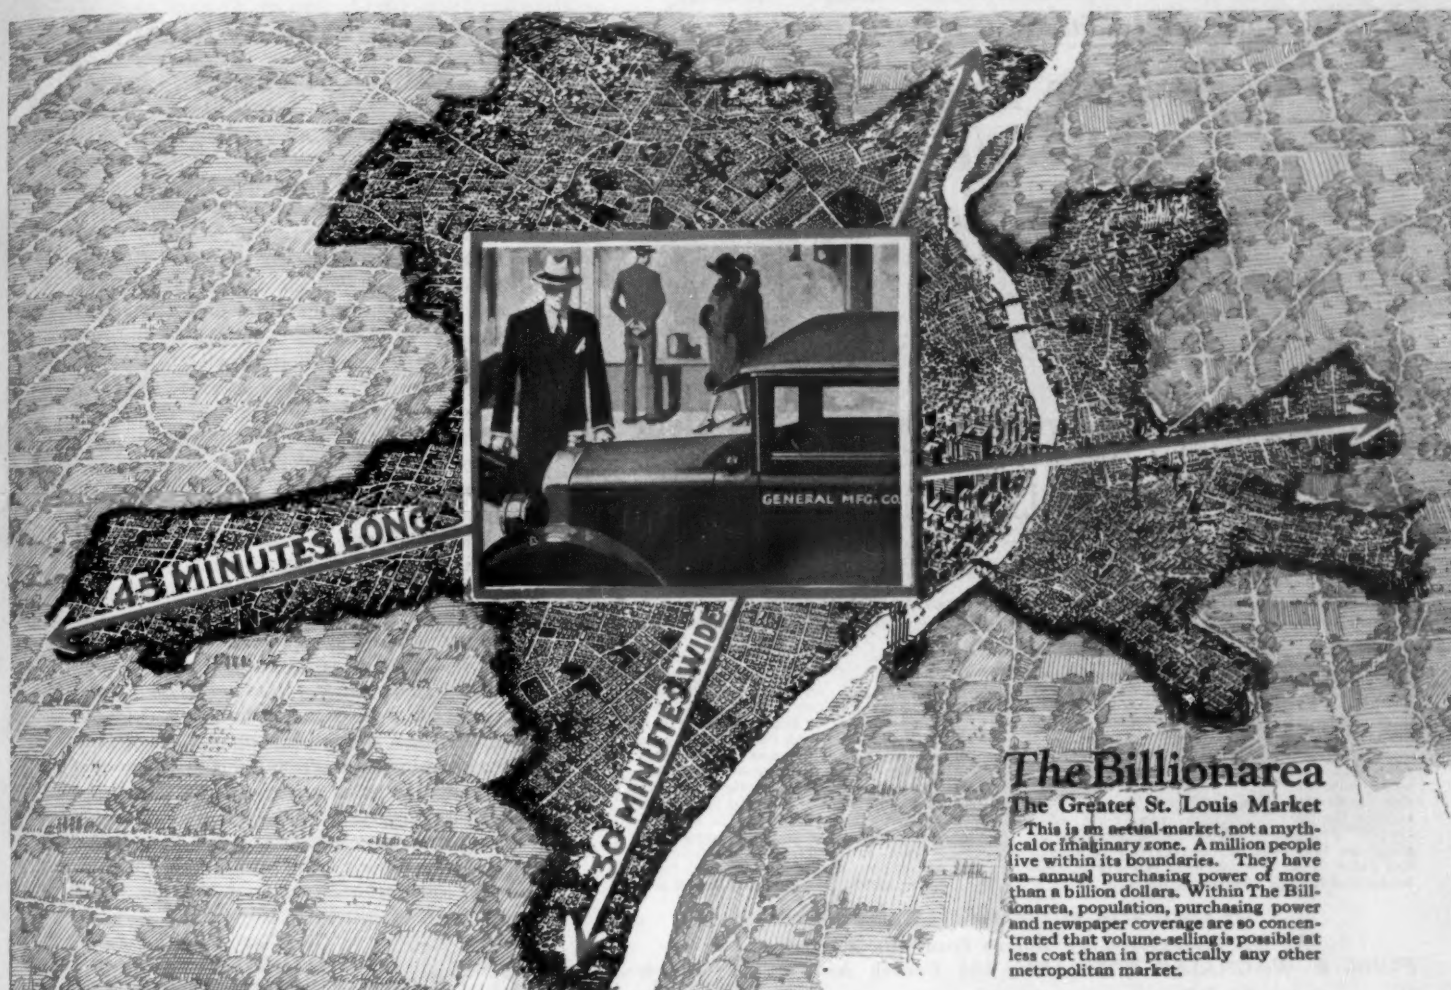 45 MINUTES LONG
GENERAL MFG. CO.
30 MINUTES WIDE
The Billionarea
The Greater St. Louis Market
This is an actual market, not a myth-
ical or imaginary zone. A million people
live within its boundaries. They have
an annual purchasing power of more
than a billion dollars. Within The Bill-
ionarea, population, purchasing power
and newspaper coverage are so concen-
trated that volume-selling is possible at
less cost than in practically any other
metropolitan market.